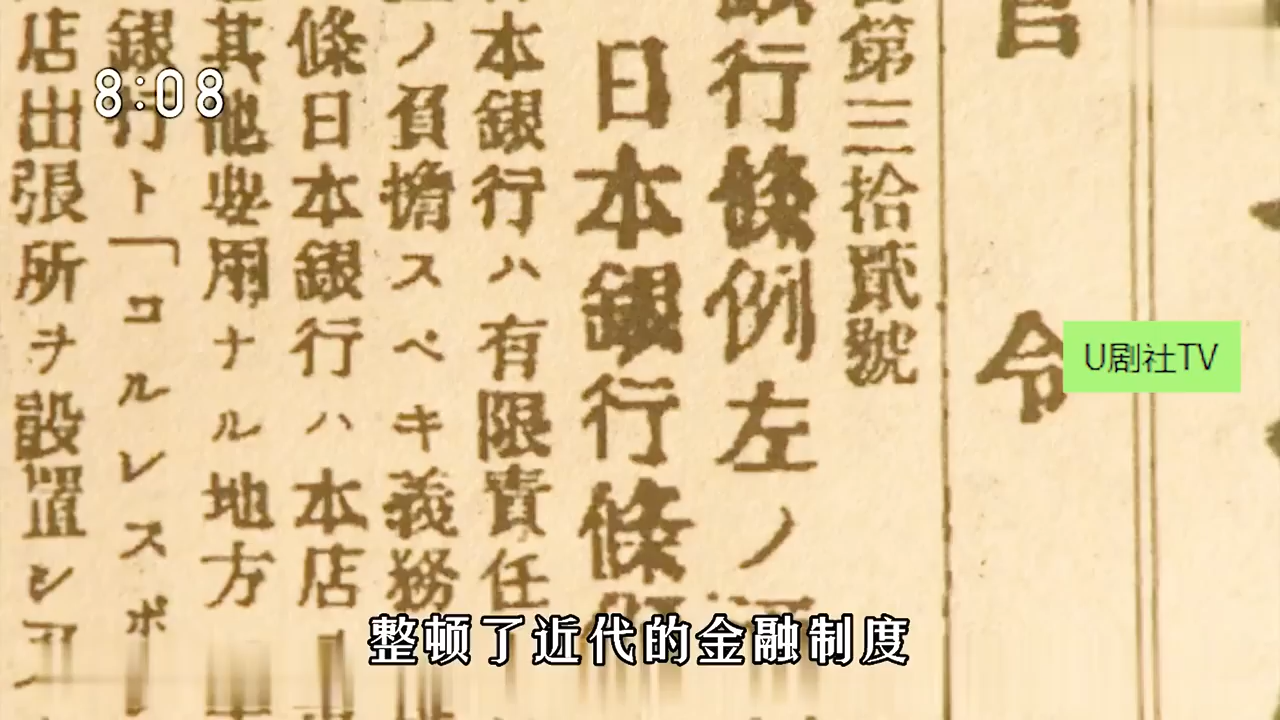 官令
第三拾貳號
銀行條例左ノ
日本銀行條
本銀行ハ有限責任
ノ負擔スベキ義務
條日本銀行ハ本店
其他必用ナル地方
銀行ト「コルレスポ
店出張所ヲ設置シ
8:08
U剧社TV
整顿了近代的金融制度